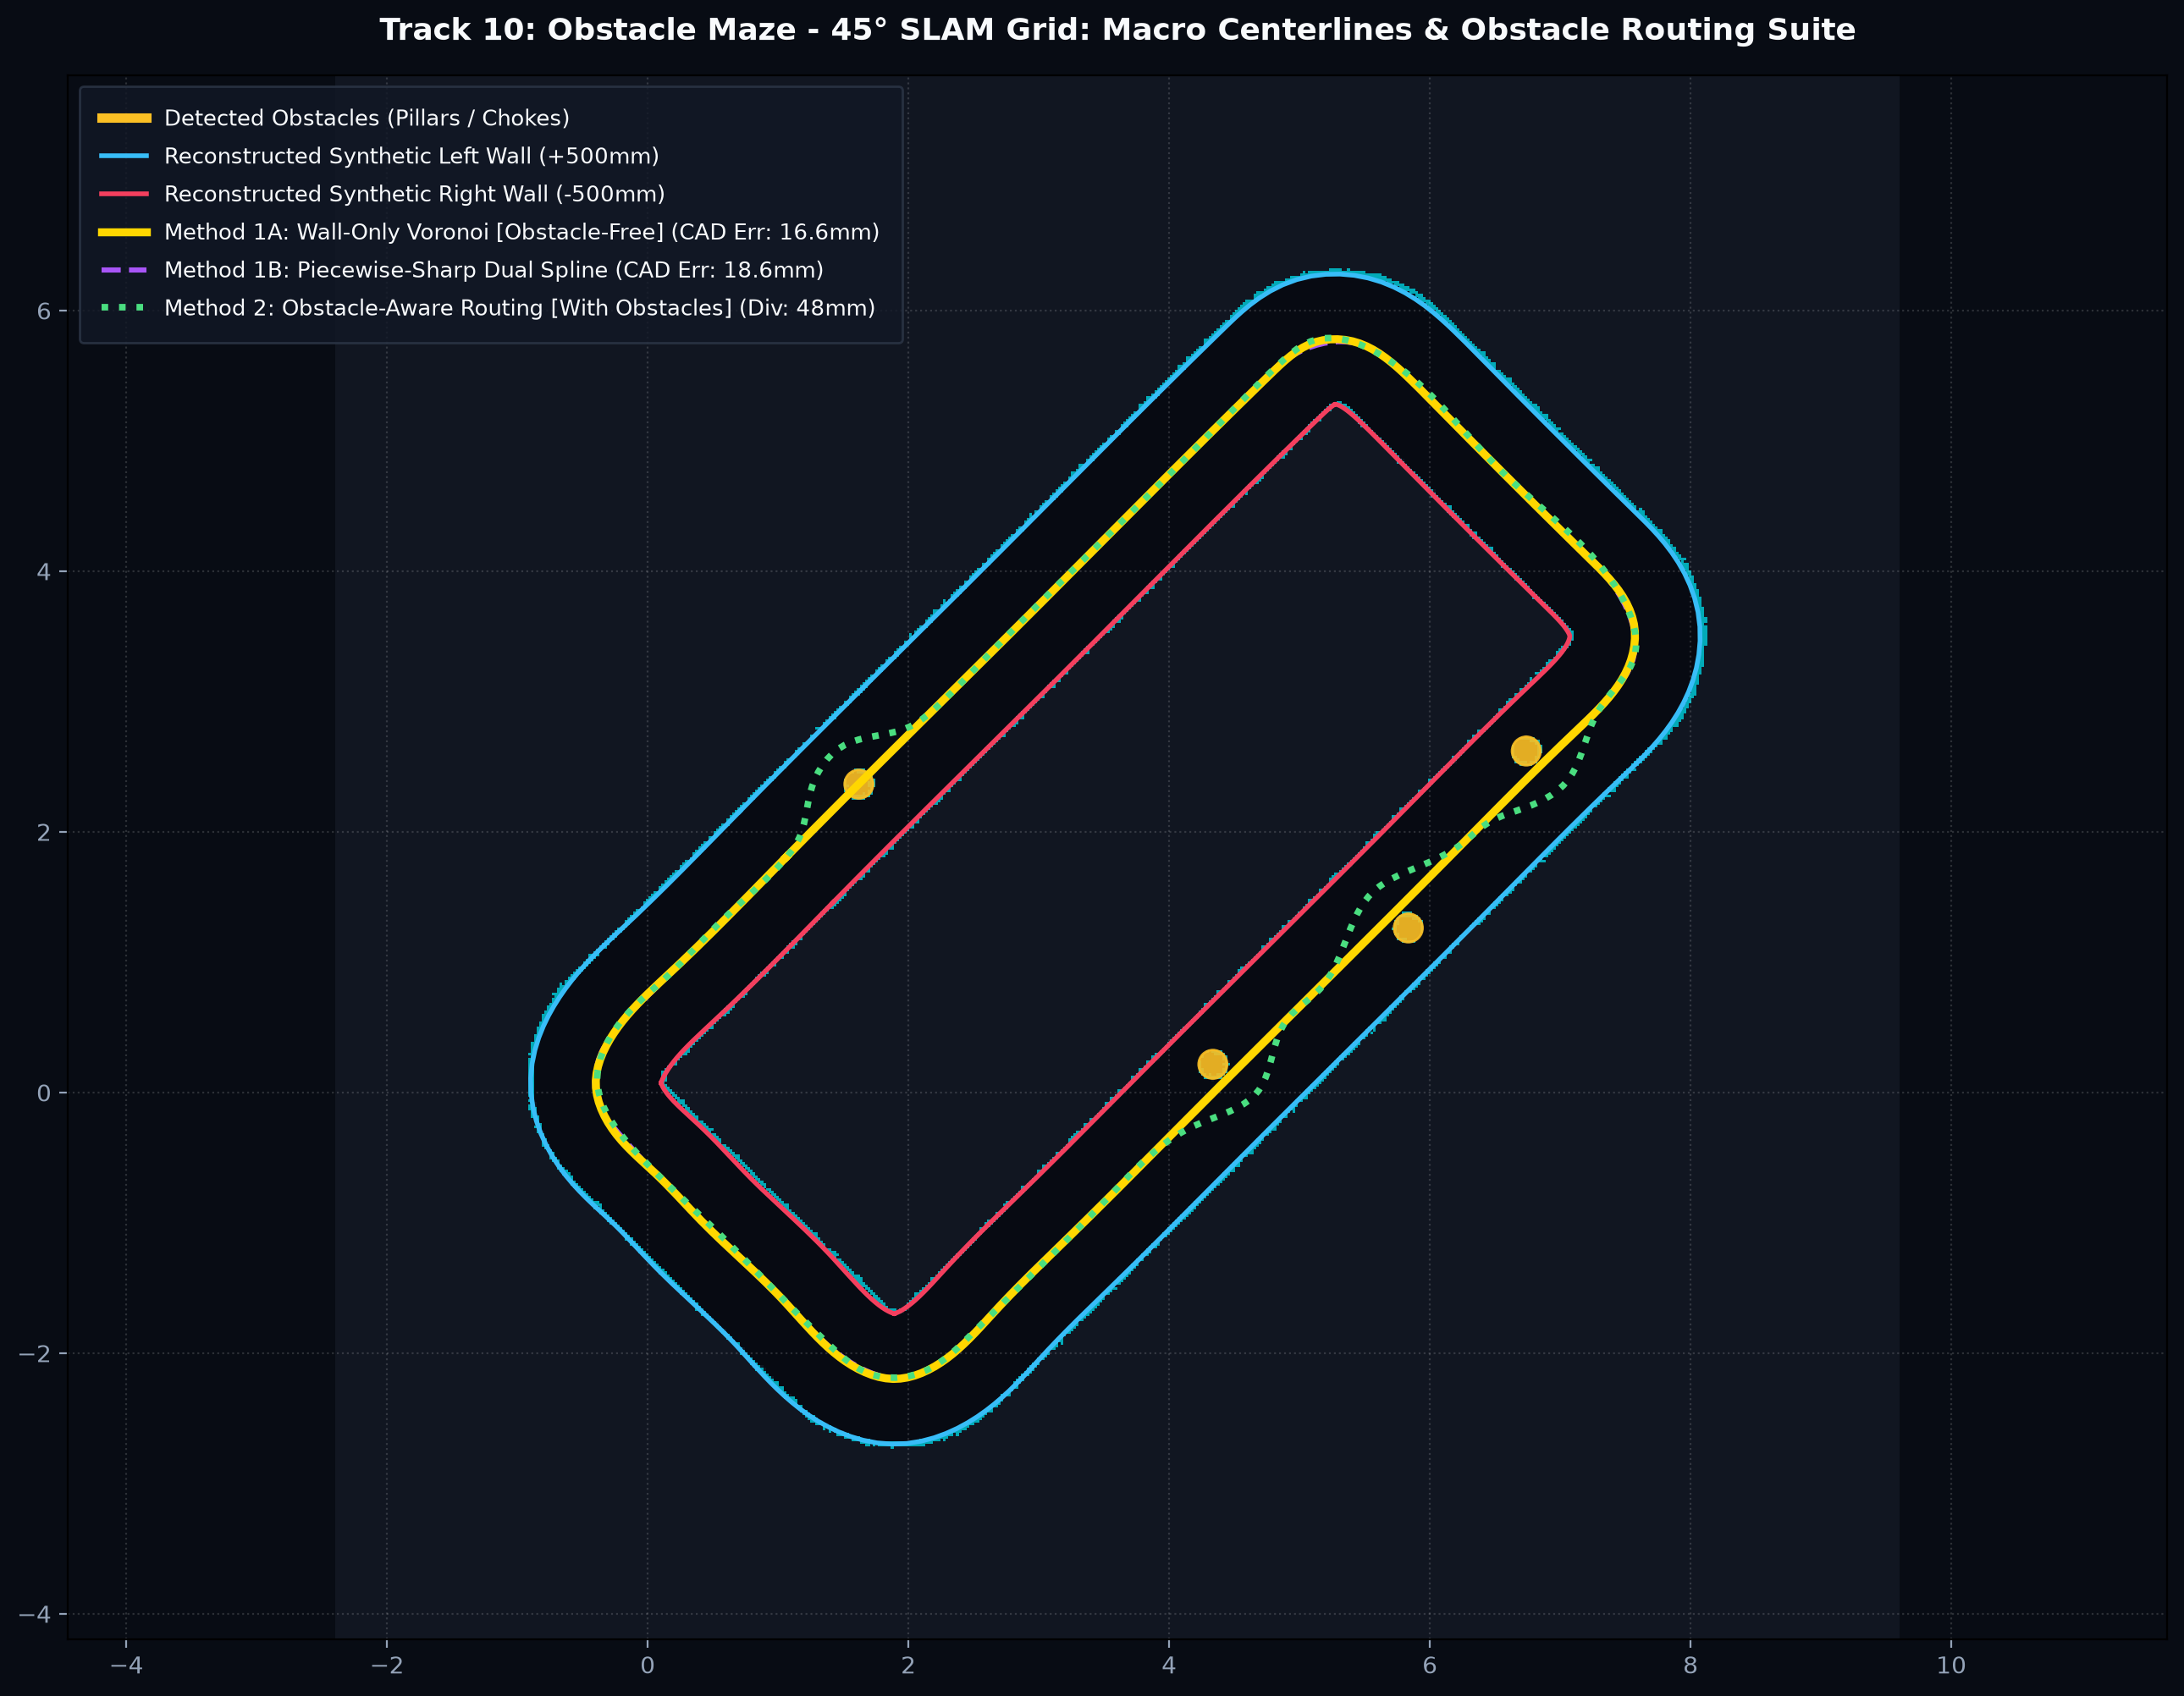 Track 10: Obstacle Maze - 45° SLAM Grid: Macro Centerlines & Obstacle Routing Suite
Detected Obstacles (Pillars / Chokes)
Reconstructed Synthetic Left Wall (+500mm)
Reconstructed Synthetic Right Wall (-500mm)
Method 1A: Wall-Only Voronoi [Obstacle-Free] (CAD Err: 16.6mm)
Method 1B: Piecewise-Sharp Dual Spline (CAD Err: 18.6mm)
Method 2: Obstacle-Aware Routing [With Obstacles] (Div: 48mm)
6
4
2
0
−2
−4
−4 −2 0 2 4 6 8 10